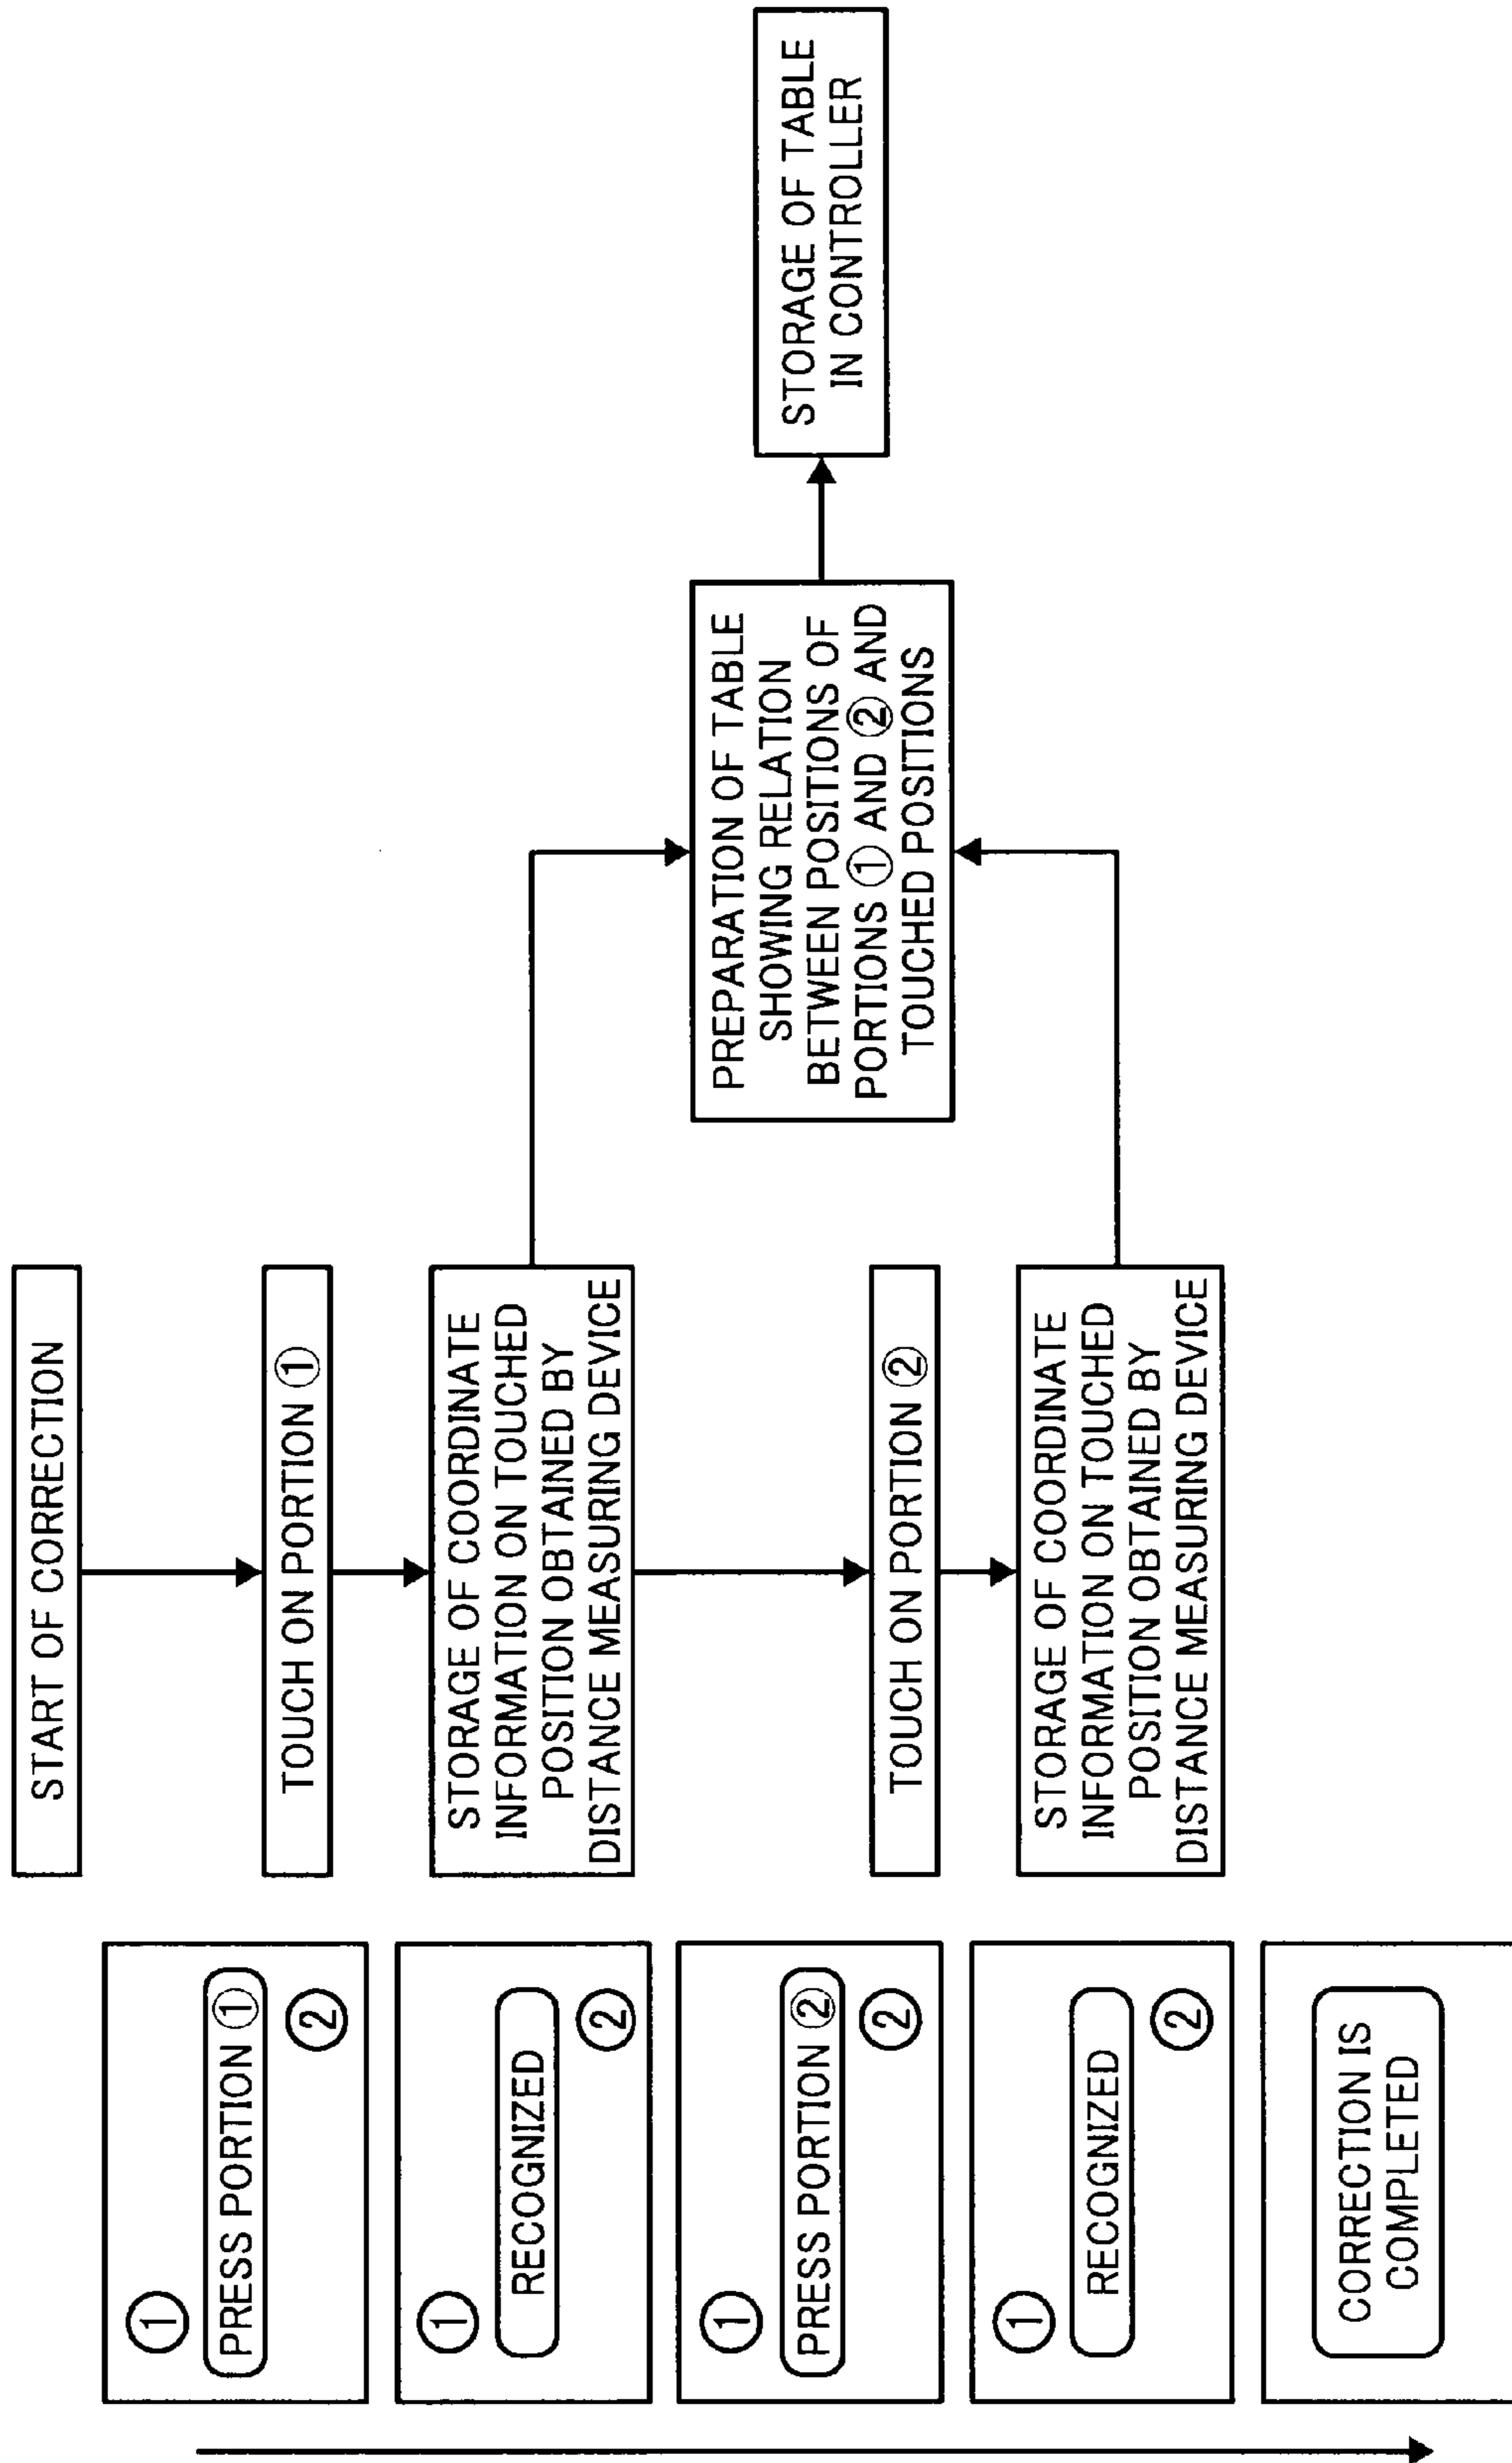 ①
PRESS PORTION ①
②
①
RECOGNIZED
②
①
PRESS PORTION ②
②
①
RECOGNIZED
②
CORRECTION IS
COMPLETED
START OF CORRECTION
TOUCH ON PORTION ①
STORAGE OF COORDINATE
INFORMATION ON TOUCHED
POSITION OBTAINED BY
DISTANCE MEASURING DEVICE
TOUCH ON PORTION ②
STORAGE OF COORDINATE
INFORMATION ON TOUCHED
POSITION OBTAINED BY
DISTANCE MEASURING DEVICE
PREPARATION OF TABLE
SHOWING RELATION
BETWEEN POSITIONS OF
PORTIONS ① AND ② AND
TOUCHED POSITIONS
STORAGE OF TABLE
IN CONTROLLER